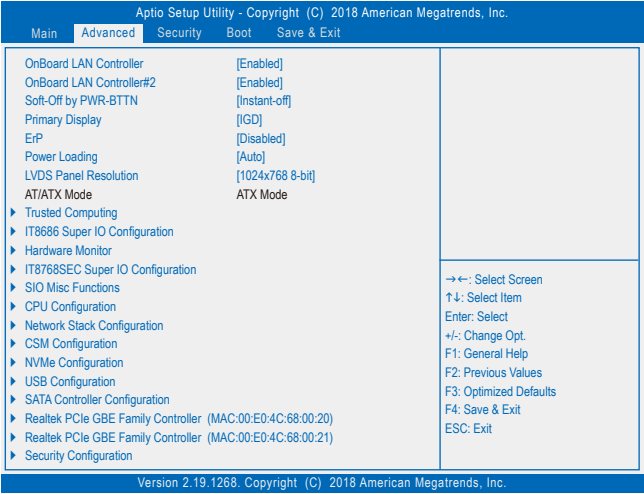 Aptio Setup Utility - Copyright (C) 2018 American Megatrends, Inc.
Main Advanced Security Boot Save & Exit
OnBoard LAN Controller [Enabled]
OnBoard LAN Controller#2 [Enabled]
Soft-Off by PWR-BTTN [Instant-off]
Primary Display [IGD]
ErP [Disabled]
Power Loading [Auto]
LVDS Panel Resolution [1024x768 8-bit]
AT/ATX Mode ATX Mode
Trusted Computing
IT8686 Super IO Configuration
Hardware Monitor
IT8768SEC Super IO Configuration
SIO Misc Functions
CPU Configuration
Network Stack Configuration
CSM Configuration
NVMe Configuration
USB Configuration
SATA Controller Configuration
Realtek PCIe GBE Family Controller (MAC:00:E0:4C:68:00:20)
Realtek PCIe GBE Family Controller (MAC:00:E0:4C:68:00:21)
Security Configuration
→←: Select Screen
↑↓: Select Item
Enter: Select
+/-: Change Opt.
F1: General Help
F2: Previous Values
F3: Optimized Defaults
F4: Save & Exit
ESC: Exit
Version 2.19.1268. Copyright (C) 2018 American Megatrends, Inc.